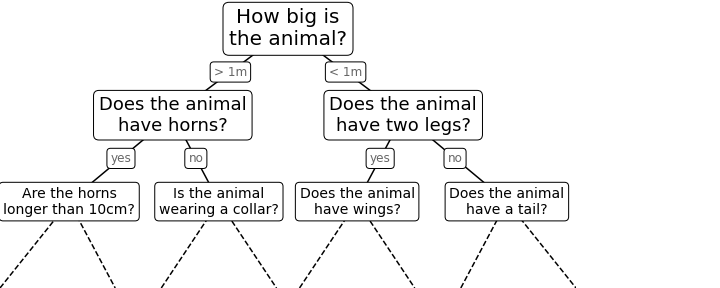 How big is
the animal?
> 1m
< 1m
Does the animal
have horns?
Does the animal
have two legs?
yes
no
yes
no
Are the horns
longer than 10cm?
Is the animal
wearing a collar?
Does the animal
have wings?
Does the animal
have a tail?